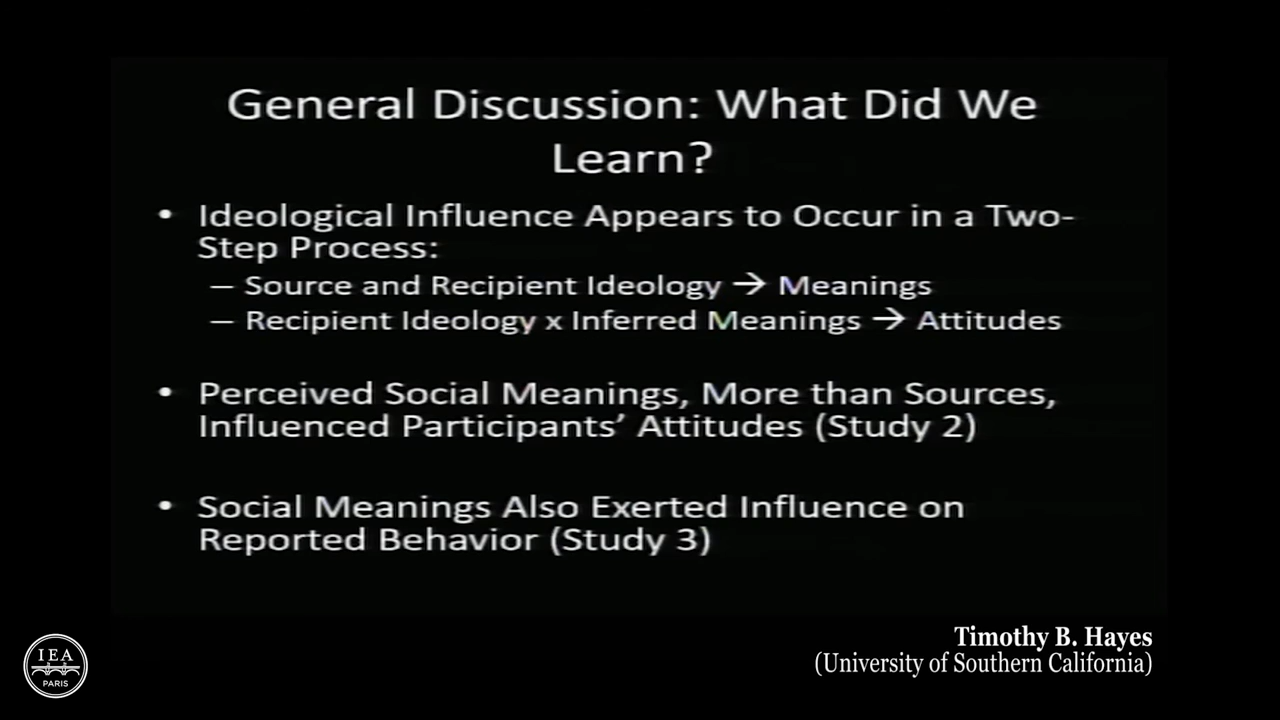 General Discussion: What Did We
Learn?
• Ideological Influence Appears to Occur in a Two-
Step Process:
– Source and Recipient Ideology → Meanings
– Recipient Ideology x Inferred Meanings → Attitudes
• Perceived Social Meanings, More than Sources,
Influenced Participants’ Attitudes (Study 2)
• Social Meanings Also Exerted Influence on
Reported Behavior (Study 3)
Timothy B. Hayes
(University of Southern California)
IEA
PARIS